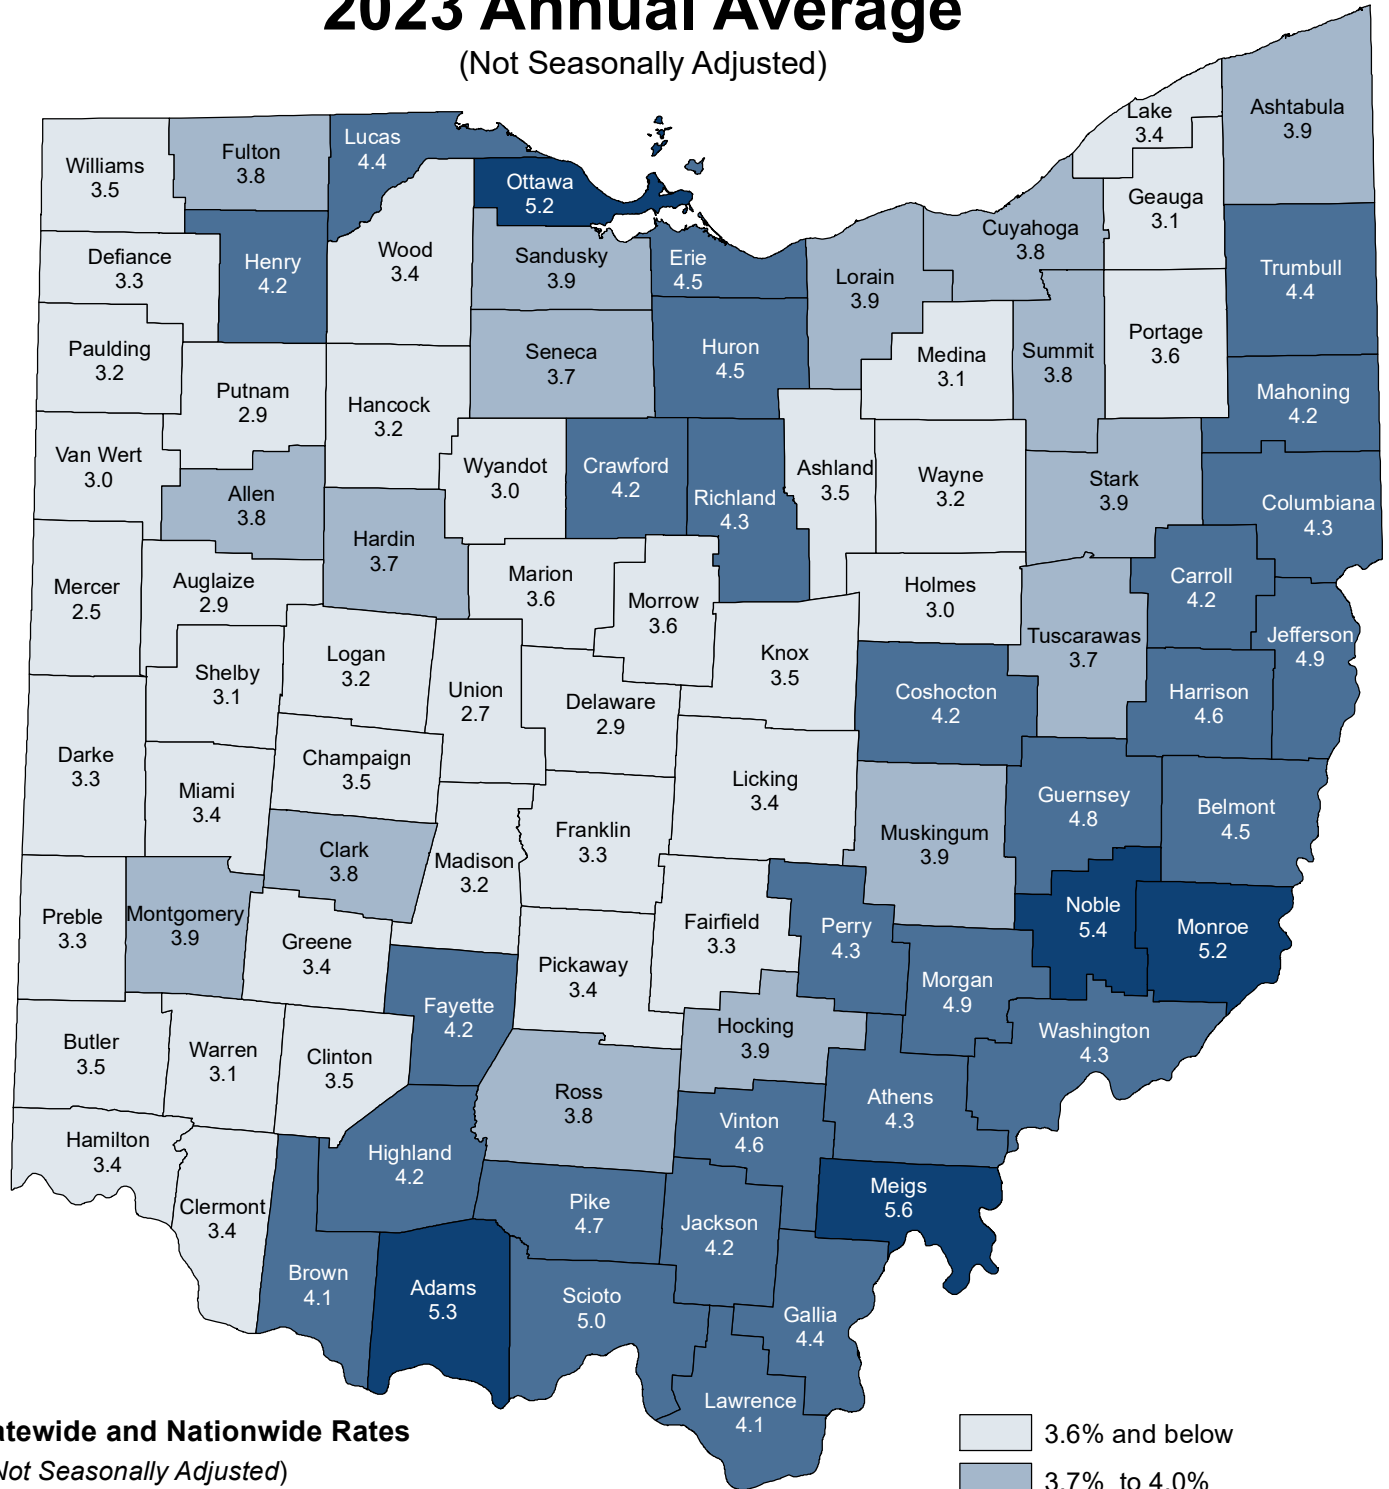 2023 Annual Average
(Not Seasonally Adjusted)
Lake
3.4
Ashtabula
3.9
Williams
3.5
Fulton
3.8
Lucas
4.4
Ottawa
5.2
Geauga
3.1
Cuyahoga
3.8
Defiance
3.3
Henry
4.2
Wood
3.4
Sandusky
3.9
Erie
4.5
Lorain
3.9
Trumbull
4.4
Paulding
3.2
Putnam
2.9
Hancock
3.2
Seneca
3.7
Huron
4.5
Medina
3.1
Summit
3.8
Portage
3.6
Mahoning
4.2
Van Wert
3.0
Allen
3.8
Wyandot
3.0
Crawford
4.2
Richland
4.3
Ashland
3.5
Wayne
3.2
Stark
3.9
Columbiana
4.3
Hardin
3.7
Mercer
2.5
Auglaize
2.9
Marion
3.6
Morrow
3.6
Holmes
3.0
Carroll
4.2
Tuscarawas
3.7
Jefferson
4.9
Shelby
3.1
Logan
3.2
Union
2.7
Delaware
2.9
Knox
3.5
Coshocton
4.2
Harrison
4.6
Darke
3.3
Miami
3.4
Champaign
3.5
Licking
3.4
Guernsey
4.8
Belmont
4.5
Clark
3.8
Madison
3.2
Franklin
3.3
Muskingum
3.9
Preble
3.3
Montgomery
3.9
Greene
3.4
Fairfield
3.3
Perry
4.3
Noble
5.4
Monroe
5.2
Pickaway
3.4
Morgan
4.9
Fayette
4.2
Hocking
3.9
Washington
4.3
Butler
3.5
Warren
3.1
Clinton
3.5
Ross
3.8
Athens
4.3
Vinton
4.6
Hamilton
3.4
Highland
4.2
Clermont
3.4
Pike
4.7
Jackson
4.2
Meigs
5.6
Brown
4.1
Adams
5.3
Scioto
5.0
Gallia
4.4
Lawrence
4.1
atewide and Nationwide Rates
Not Seasonally Adjusted)
3.6% and below
3.7% to 4.0%